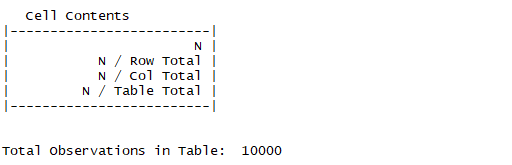 Cell Contents
|-------------------------|
|                       N |
|           N / Row Total |
|           N / Col Total |
|         N / Table Total |
|-------------------------|
Total Observations in Table:  10000